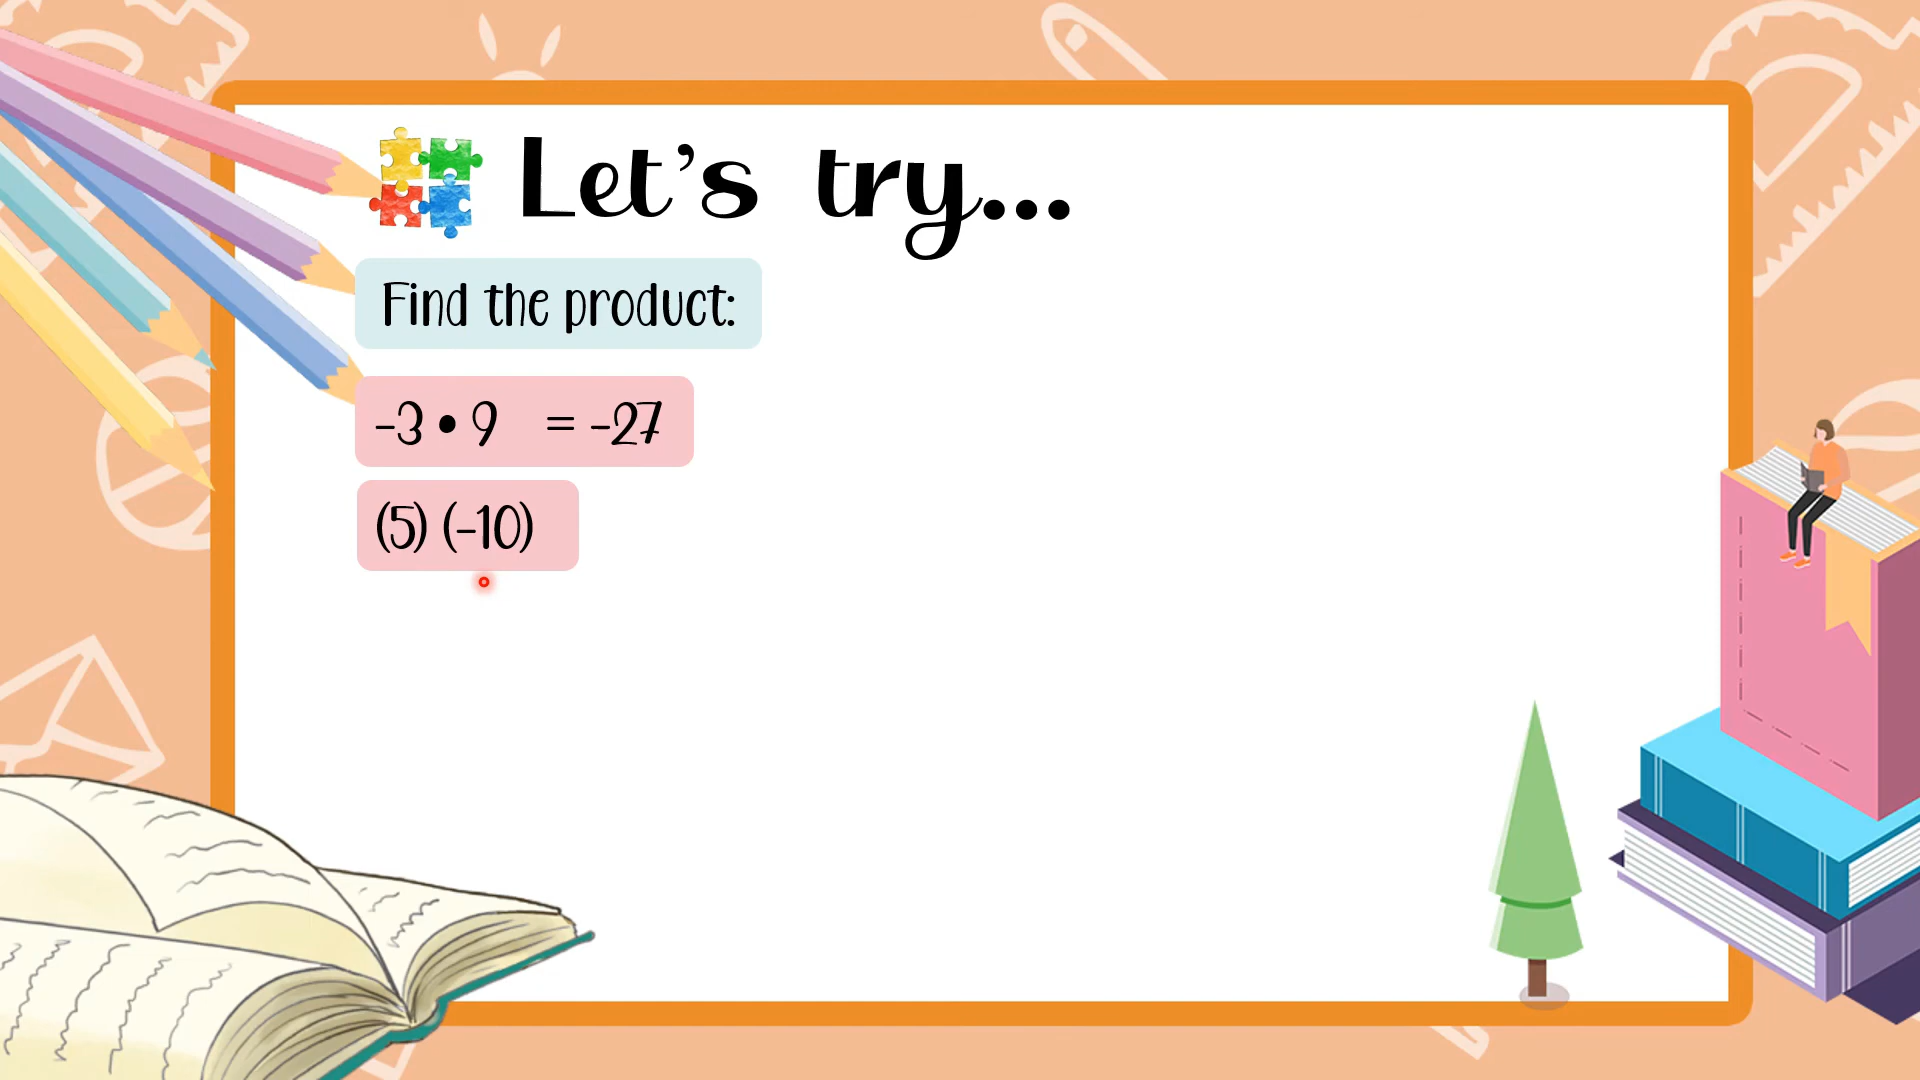 Let's try...
Find the product:
-3 • 9 = -27
(5) (-10)